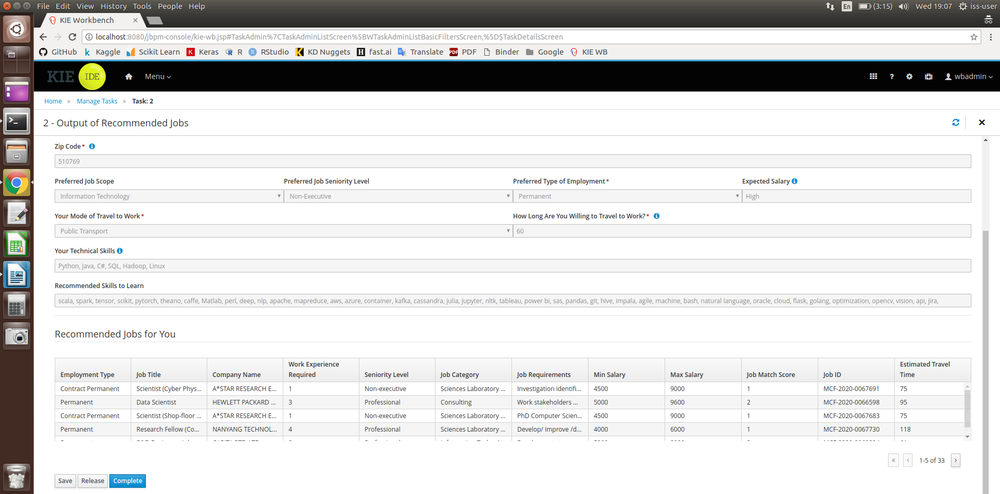 File Edit View History Tools People Help
En (3:15) Wed 19:07 iss-user
KIE Workbench
localhost:8080/jbpm-console/kie-wb.jsp#TaskAdmin%7CTaskAdminListScreen%5BWTaskAdminListBasicFiltersScreen,%5D$TaskDetailsScreen
GitHub Kaggle Scikit Learn Keras R RStudio KD Nuggets fast.ai Translate PDF Binder Google KIE WB
KIE IDE Menu wbadmin
Home » Manage Tasks » Task: 2
2 - Output of Recommended Jobs
Zip Code*
510769
Preferred Job Scope Preferred Job Seniority Level Preferred Type of Employment* Expected Salary
Information Technology Non-Executive Permanent High
Your Mode of Travel to Work* How Long Are You Willing to Travel to Work?*
Public Transport 60
Your Technical Skills
Python, Java, C#, SQL, Hadoop, Linux
Recommended Skills to Learn
scala, spark, tensor, scikit, pytorch, theano, caffe, Matlab, perl, deep, nlp, apache, mapreduce, aws, azure, container, kafka, cassandra, julia, jupyter, nltk, tableau, power bi, sas, pandas, git, hive, impala, agile, machine, bash, natural language, oracle, cloud, flask, golang, optimization, opencv, vision, api, jira,
Recommended Jobs for You
Employment Type Job Title Company Name Work Experience Required Seniority Level Job Category Job Requirements Min Salary Max Salary Job Match Score Job ID Estimated Travel Time
Contract Permanent Scientist (Cyber Phys... A*STAR RESEARCH E... 1 Non-executive Sciences Laboratory ... Investigation identifi... 4500 9000 1 MCF-2020-0067691 75
Permanent Data Scientist HEWLETT PACKARD ... 3 Professional Consulting Work stakeholders ... 5000 9600 2 MCF-2020-0066598 95
Contract Permanent Scientist (Shop-floor ... A*STAR RESEARCH E... 1 Non-executive Sciences Laboratory ... PhD Computer Scien... 4500 9000 1 MCF-2020-0067683 75
Permanent Research Fellow (Co... NANYANG TECHNOL... 4 Professional Sciences Laboratory ... Develop/ improve /d... 4000 6000 1 MCF-2020-0067730 118
« ‹ 1-5 of 33 ›
Save Release Complete